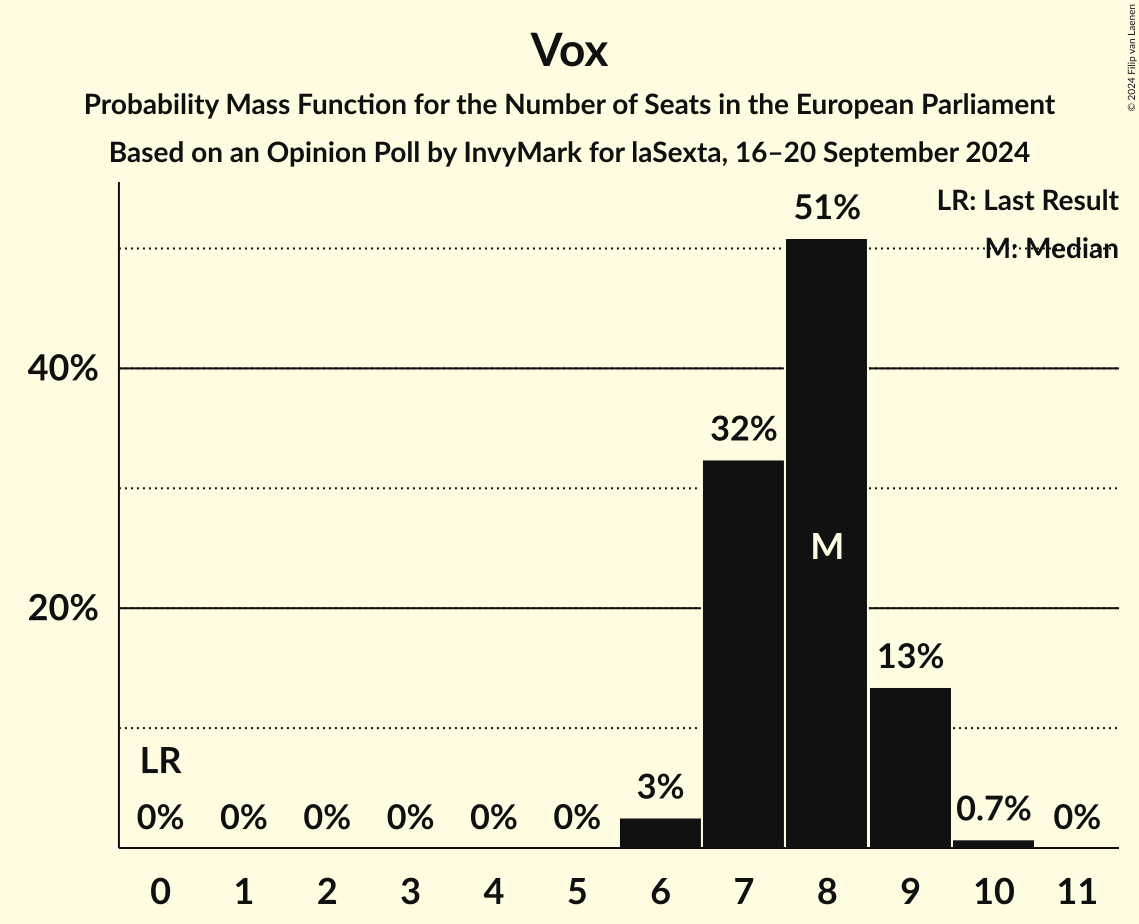 Vox
Probability Mass Function for the Number of Seats in the European Parliament
Based on an Opinion Poll by InvyMark for laSexta, 16–20 September 2024
© 2024 Filip van Laenen
LR: Last Result
M: Median
51%
40%
32%
M
20%
13%
LR
0% 0% 0% 0% 0% 0% 3% 0.7% 0%
0 1 2 3 4 5 6 7 8 9 10 11